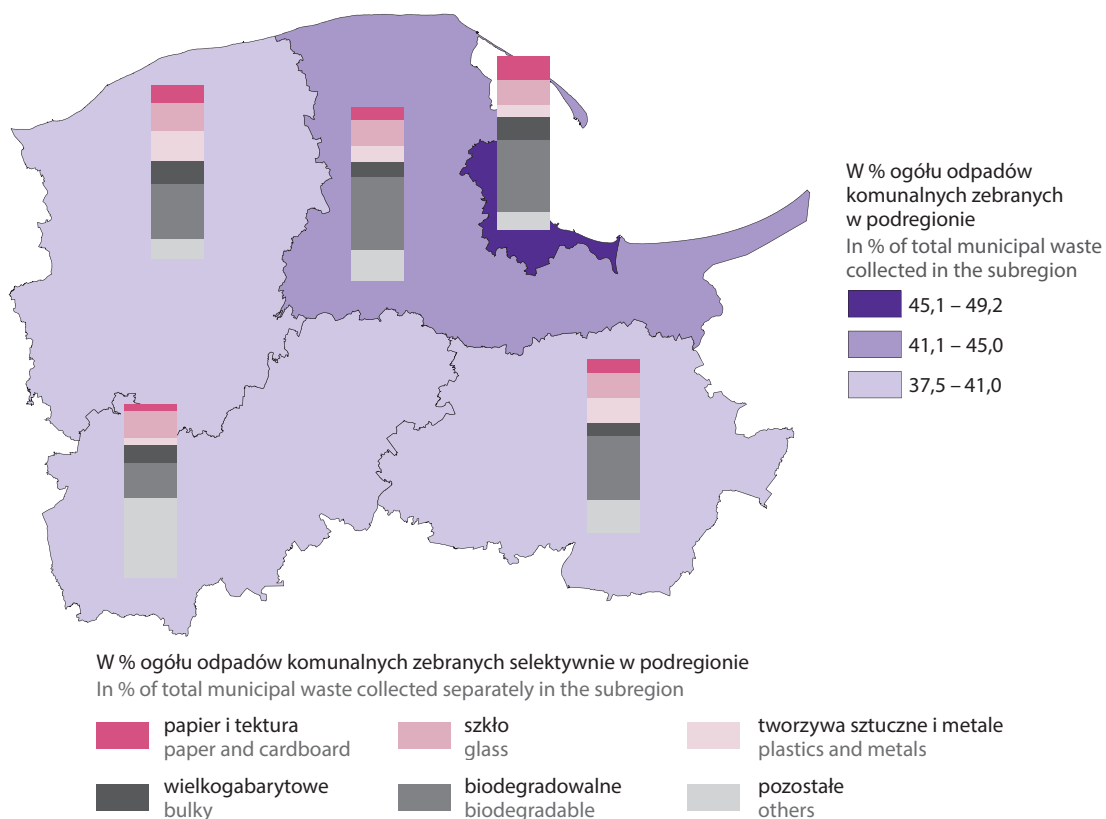 W % ogółu odpadów
komunalnych zebranych
w podregionie
In % of total municipal waste
collected in the subregion
45,1 – 49,2
41,1 – 45,0
37,5 – 41,0
W % ogółu odpadów komunalnych zebranych selektywnie w podregionie
In % of total municipal waste collected separately in the subregion
papier i tektura
paper and cardboard
szkło
glass
tworzywa sztuczne i metale
plastics and metals
wielkogabarytowe
bulky
biodegradowalne
biodegradable
pozostałe
others